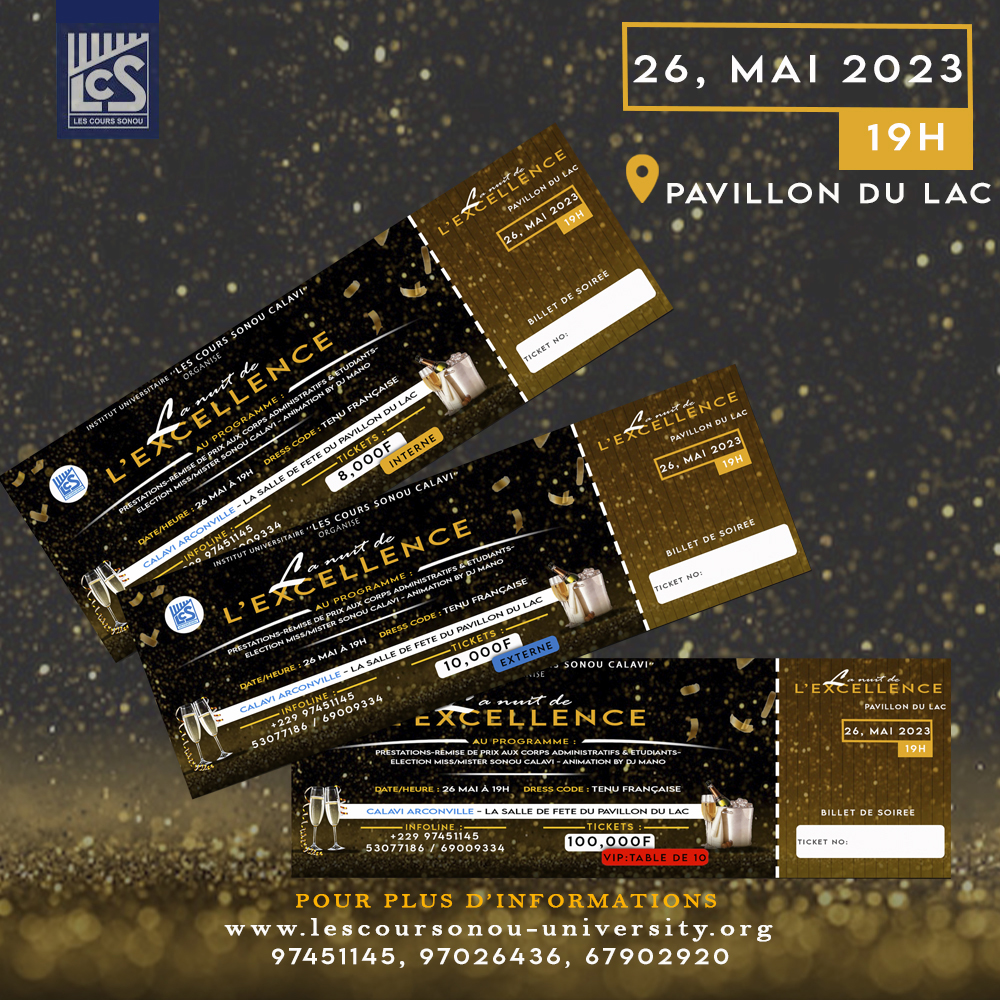 LCS
LES COURS SONOU
26, MAI 2023
19H
PAVILLON DU LAC
La nuit de
L'EXCELLENCE
PAVILLON DU LAC
26, MAI 2023
19H
BILLET DE SOIREE
TICKET NO:
INSTITUT UNIVERSITAIRE "LES COURS SONOU CALAVI"
ORGANISE
La nuit de
L'EXCELLENCE
AU PROGRAMME :
PRESTATIONS-REMISE DE PRIX AUX CORPS ADMINISTRATIFS & ETUDIANTS-
ELECTION MISS/MISTER SONOU CALAVI - ANIMATION BY DJ MANO
DATE/HEURE : 26 MAI À 19H DRESS CODE : TENU FRANÇAISE
CALAVI ARCONVILLE - LA SALLE DE FETE DU PAVILLON DU LAC
LCS
INFOLINE :
29 97451145
009334
TICKETS :
8,000F
INTERNE
La nuit de
L'EXCELLENCE
PAVILLON DU LAC
26, MAI 2023
19H
BILLET DE SOIREE
TICKET NO:
INSTITUT UNIVERSITAIRE "LES COURS SONOU CALAVI"
ORGANISE
La nuit de
L'EXCELLENCE
AU PROGRAMME :
PRESTATIONS-REMISE DE PRIX AUX CORPS ADMINISTRATIFS & ETUDIANTS-
ELECTION MISS/MISTER SONOU CALAVI - ANIMATION BY DJ MANO
DATE/HEURE : 26 MAI À 19H DRESS CODE : TENU FRANÇAISE
CALAVI ARCONVILLE - LA SALLE DE FETE DU PAVILLON DU LAC
LCS
INFOLINE :
+229 97451145
53077186 / 69009334
TICKETS :
10,000F
EXTERNE
SONOU CALAVI"
ISE
La nuit de
EXCELLENCE
AU PROGRAMME :
PRESTATIONS-REMISE DE PRIX AUX CORPS ADMINISTRATIFS & ETUDIANTS-
ELECTION MISS/MISTER SONOU CALAVI - ANIMATION BY DJ MANO
DATE/HEURE : 26 MAI À 19H DRESS CODE : TENU FRANÇAISE
CALAVI ARCONVILLE - LA SALLE DE FETE DU PAVILLON DU LAC
INFOLINE :
+229 97451145
53077186 / 69009334
TICKETS :
100,000F
VIP:TABLE DE 10
La nuit de
L'EXCELLENCE
PAVILLON DU LAC
26, MAI 2023
19H
BILLET DE SOIREE
TICKET NO:
POUR PLUS D'INFORMATIONS
www.lescoursonou-university.org
97451145, 97026436, 67902920